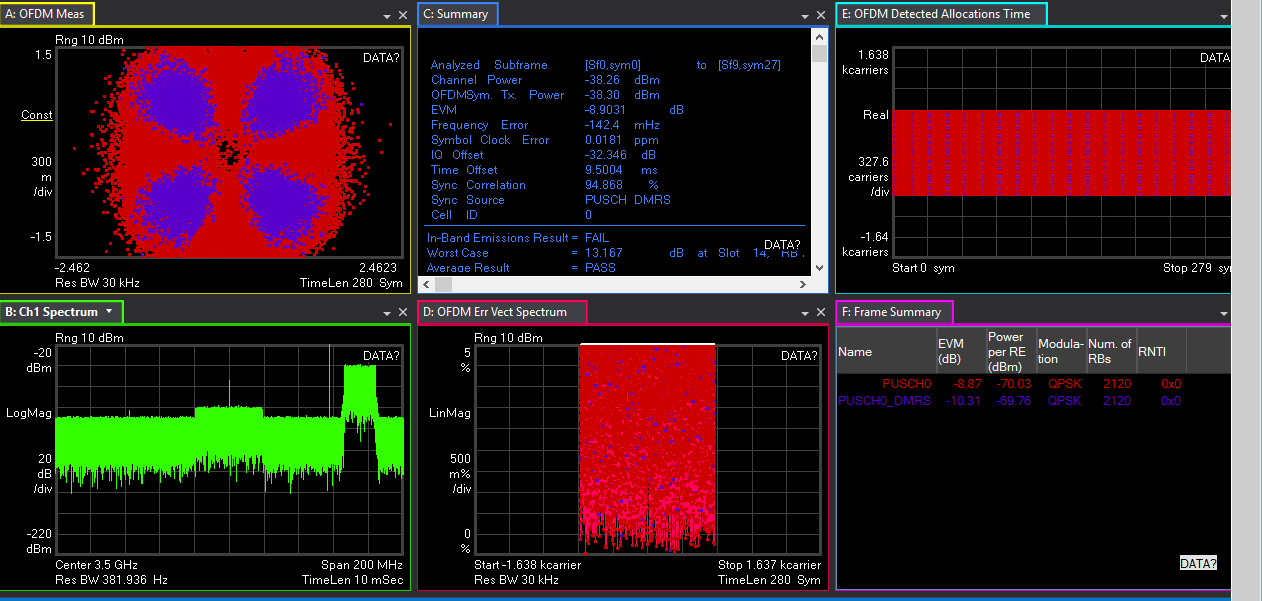 A: OFDM Meas
Rng 10 dBm
1.5
DATA?
Const
300
m
/div
-1.5
-2.462
2.4623
Res BW 30 kHz
TimeLen 280 Sym
C: Summary
Analyzed Subframe [Sf0,sym0] to [Sf9,sym27]
Channel Power -38.26 dBm
OFDMSym. Tx. Power -38.30 dBm
EVM -8.9031 dB
Frequency Error -142.4 mHz
Symbol Clock Error 0.0181 ppm
IQ Offset -32.346 dB
Time Offset 9.5004 ms
Sync Correlation 94.868 %
Sync Source PUSCH DMRS
Cell ID 0
In-Band Emissions Result = FAIL
DATA?
Worst Case = 13.167 dB at Slot 14, RB
Average Result = PASS
E: OFDM Detected Allocations Time
1.638
kcarriers
DATA
Real
327.6
carriers
/div
-1.64
kcarriers
Start 0 sym
Stop 279 sy
B: Ch1 Spectrum
Rng 10 dBm
-20
dBm
DATA?
LogMag
20
dB
/div
-220
dBm
Center 3.5 GHz
Span 200 MHz
Res BW 381.936 Hz
TimeLen 10 mSec
D: OFDM Err Vect Spectrum
Rng 10 dBm
5
%
DATA?
LinMag
500
m%
/div
0
%
Start -1.638 kcarrier
Stop 1.637 kcarrier
Res BW 30 kHz
TimeLen 280 Sym
F: Frame Summary
Name EVM (dB) Power per RE (dBm) Modula-tion Num. of RBs RNTI
PUSCH0 -8.87 -70.03 QPSK 2120 0x0
PUSCH0_DMRS -10.31 -69.76 QPSK 2120 0x0
DATA?